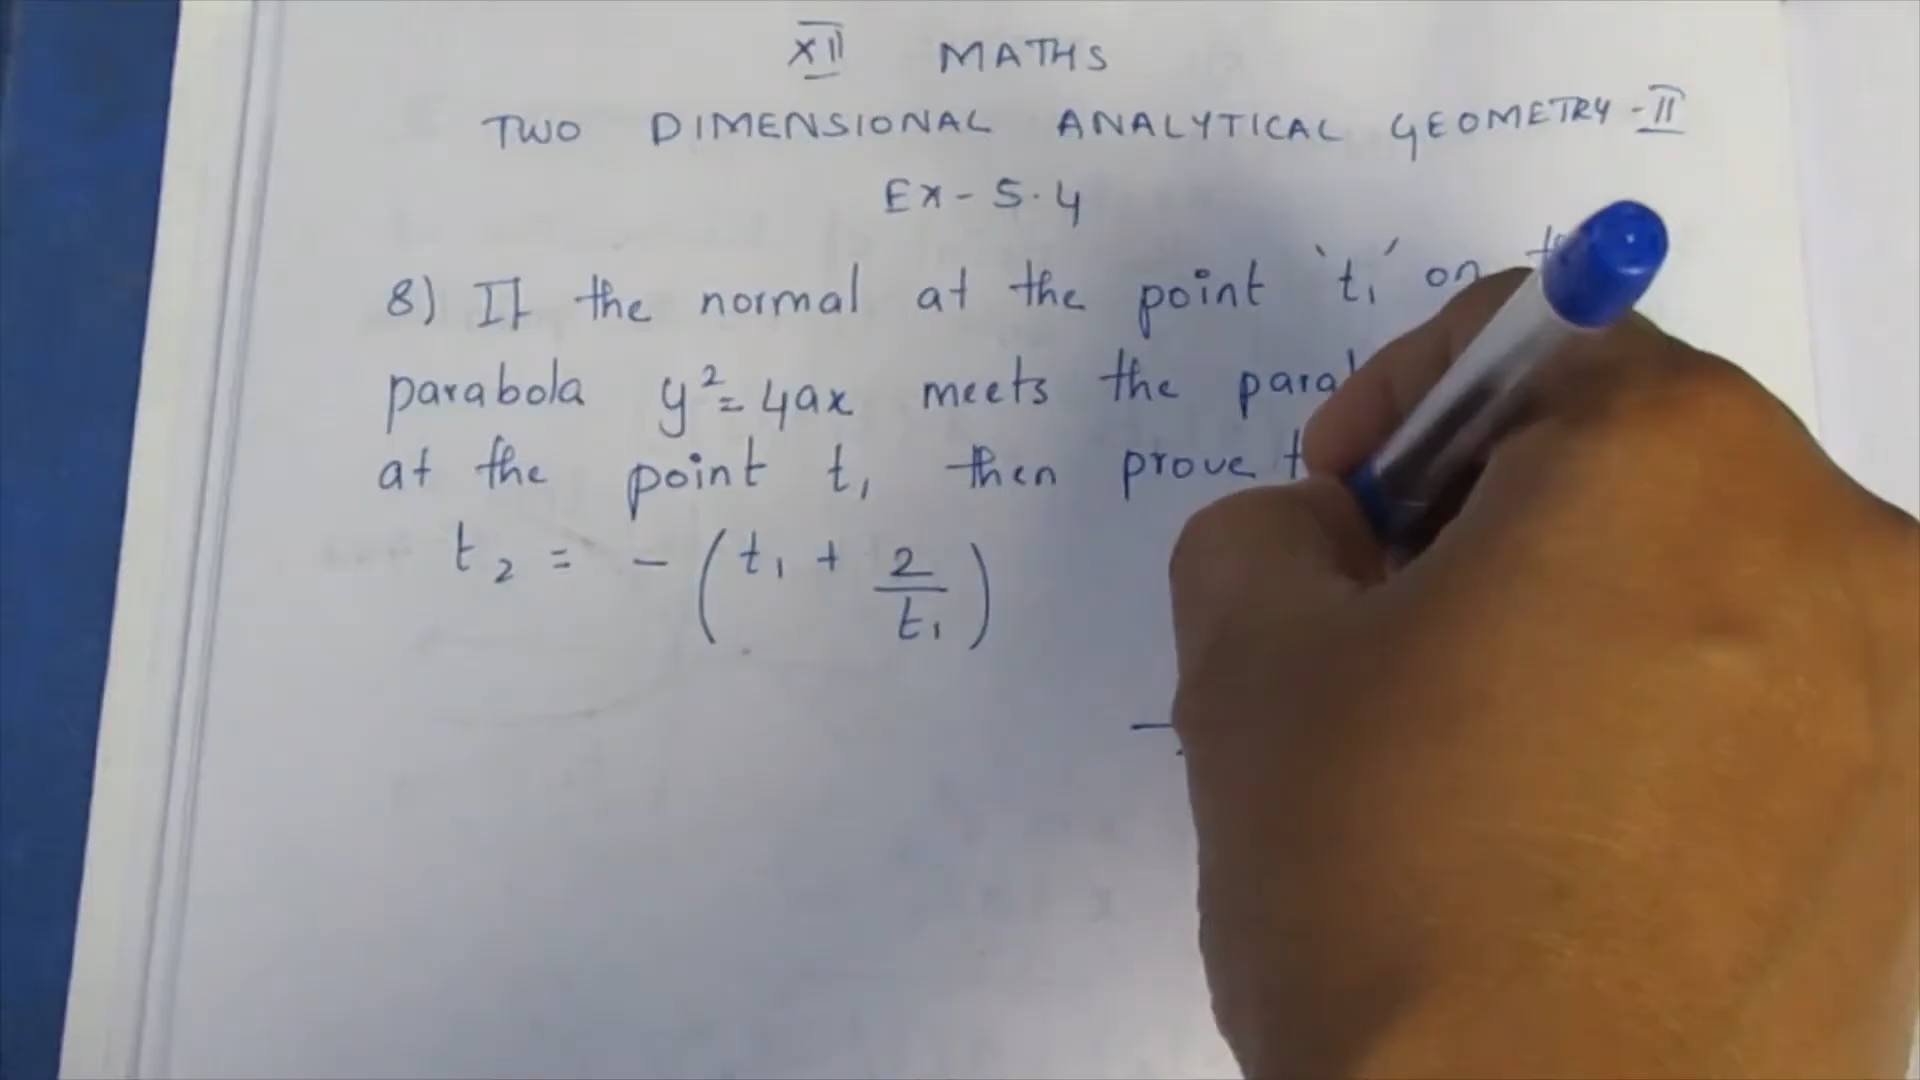 XII MATHS
TWO DIMENSIONAL ANALYTICAL GEOMETRY - II
EX - 5.4
8) If the normal at the point 't₁' on
parabola y² = 4ax meets the
at the point t₁ then prove
t₂ = - (t₁ + 2/t₁)